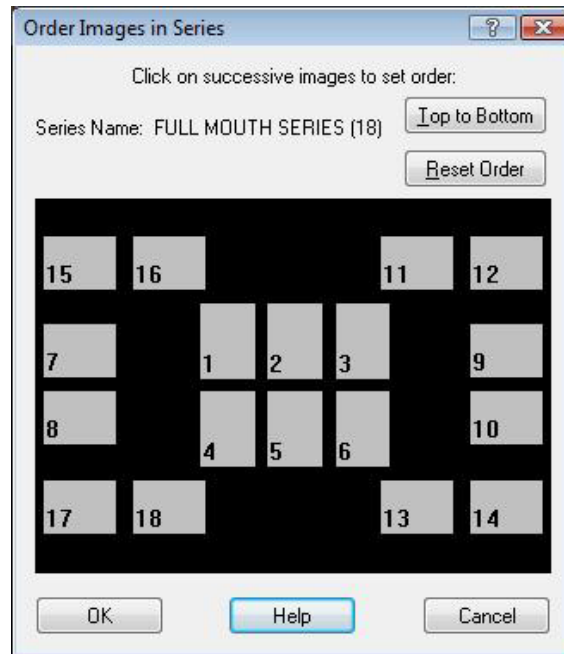 Order Images in Series
Click on successive images to set order:
Series Name: FULL MOUTH SERIES (18)
Top to Bottom
Reset Order
15 16 11 12
7 1 2 3 9
8 4 5 6 10
17 18 13 14
OK Help Cancel